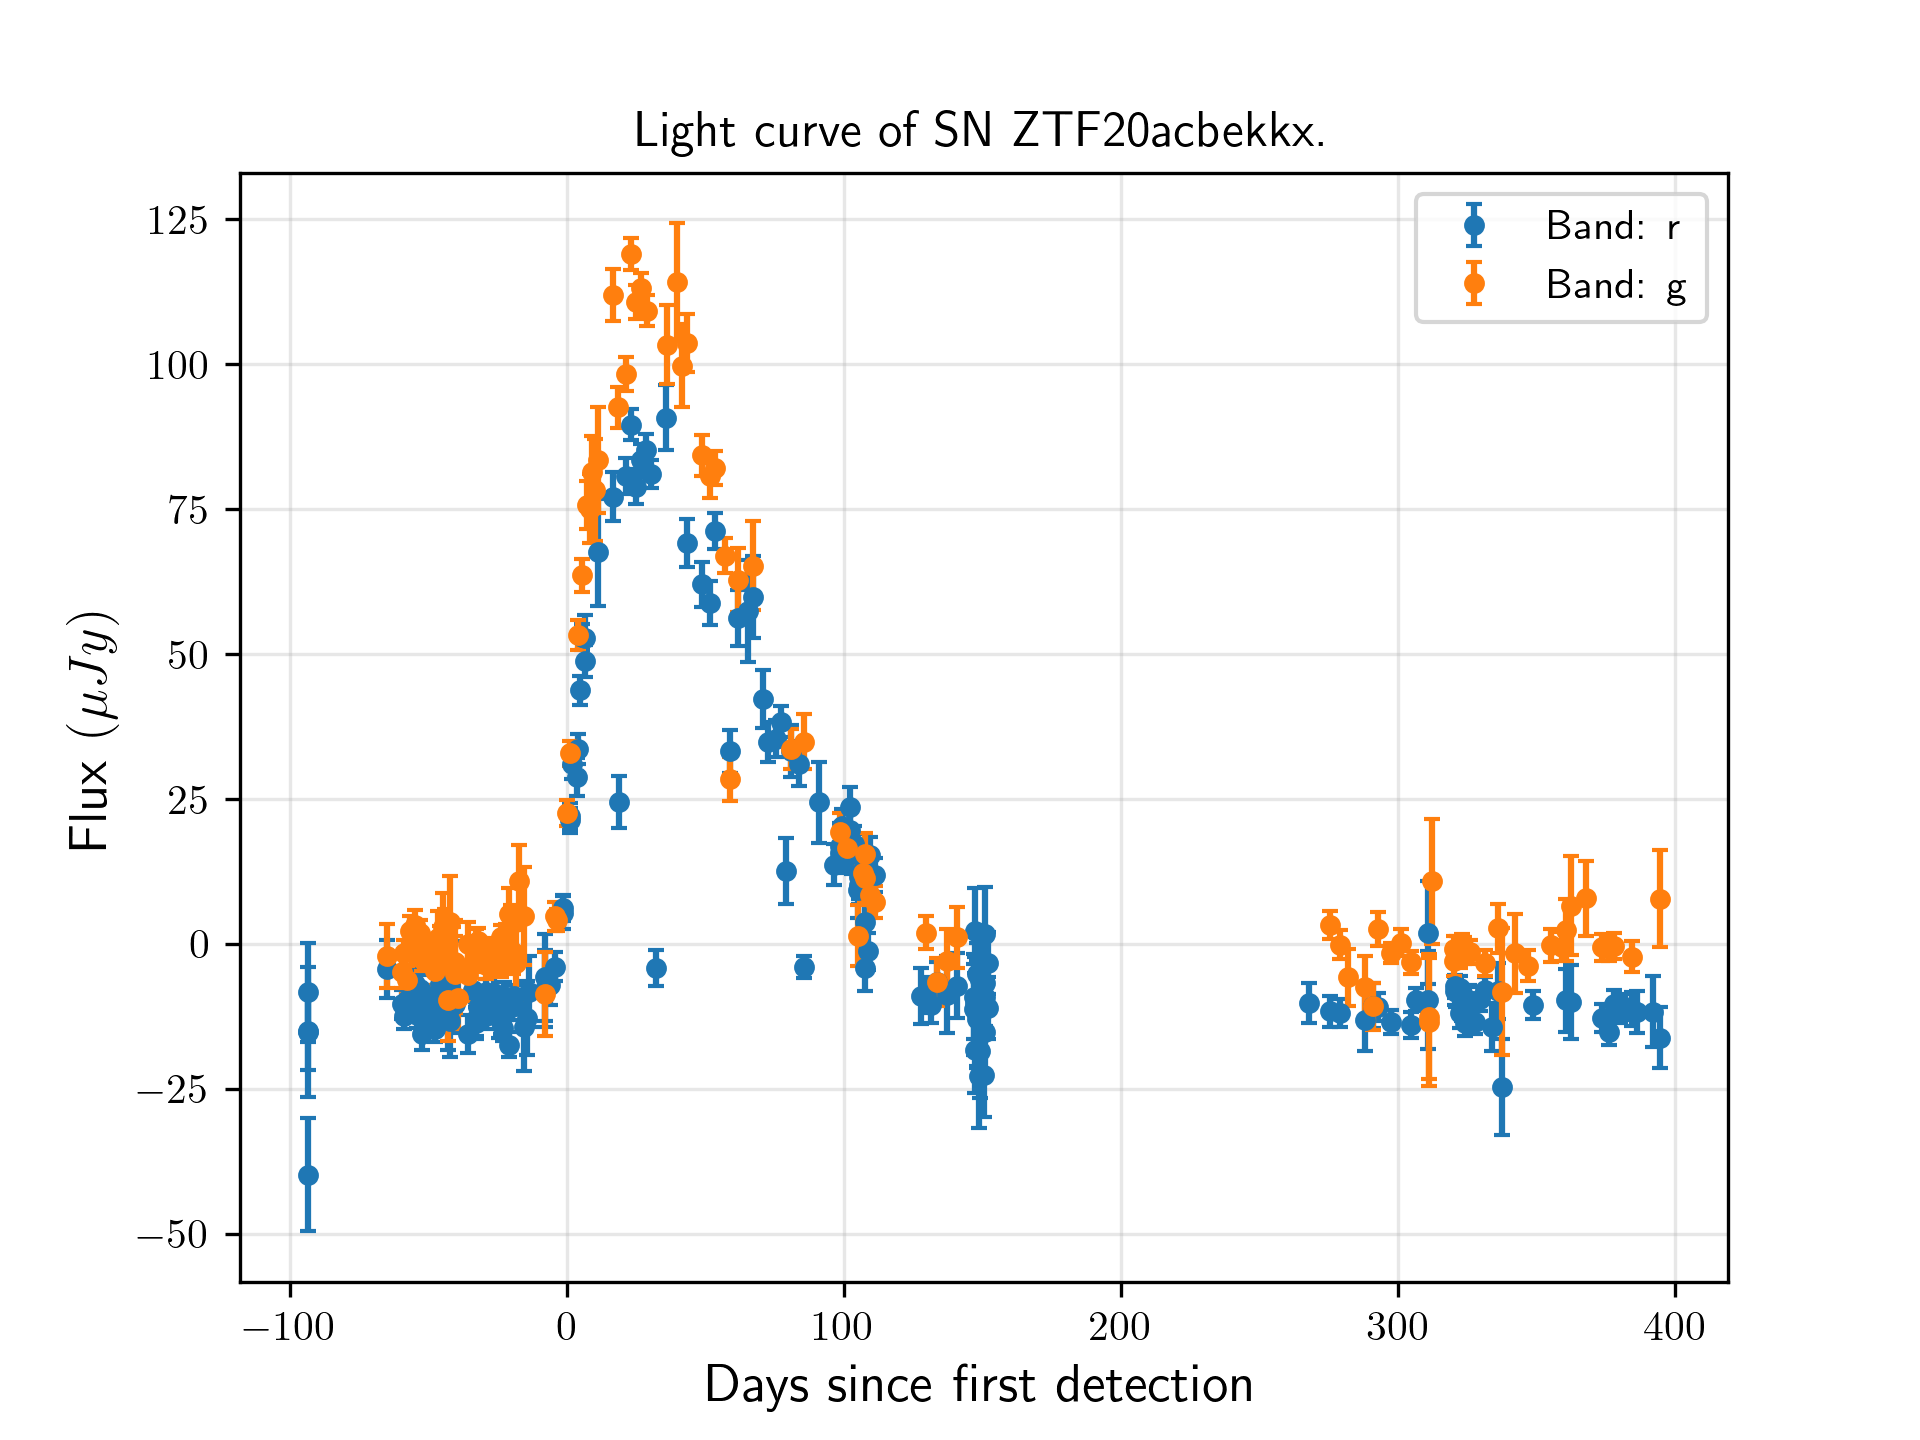 Light curve of SN ZTF20acbekkx.
Band: r
Band: g
125
100
75
50
25
0
−25
−50
Flux (μJy)
−100 0 100 200 300 400
Days since first detection